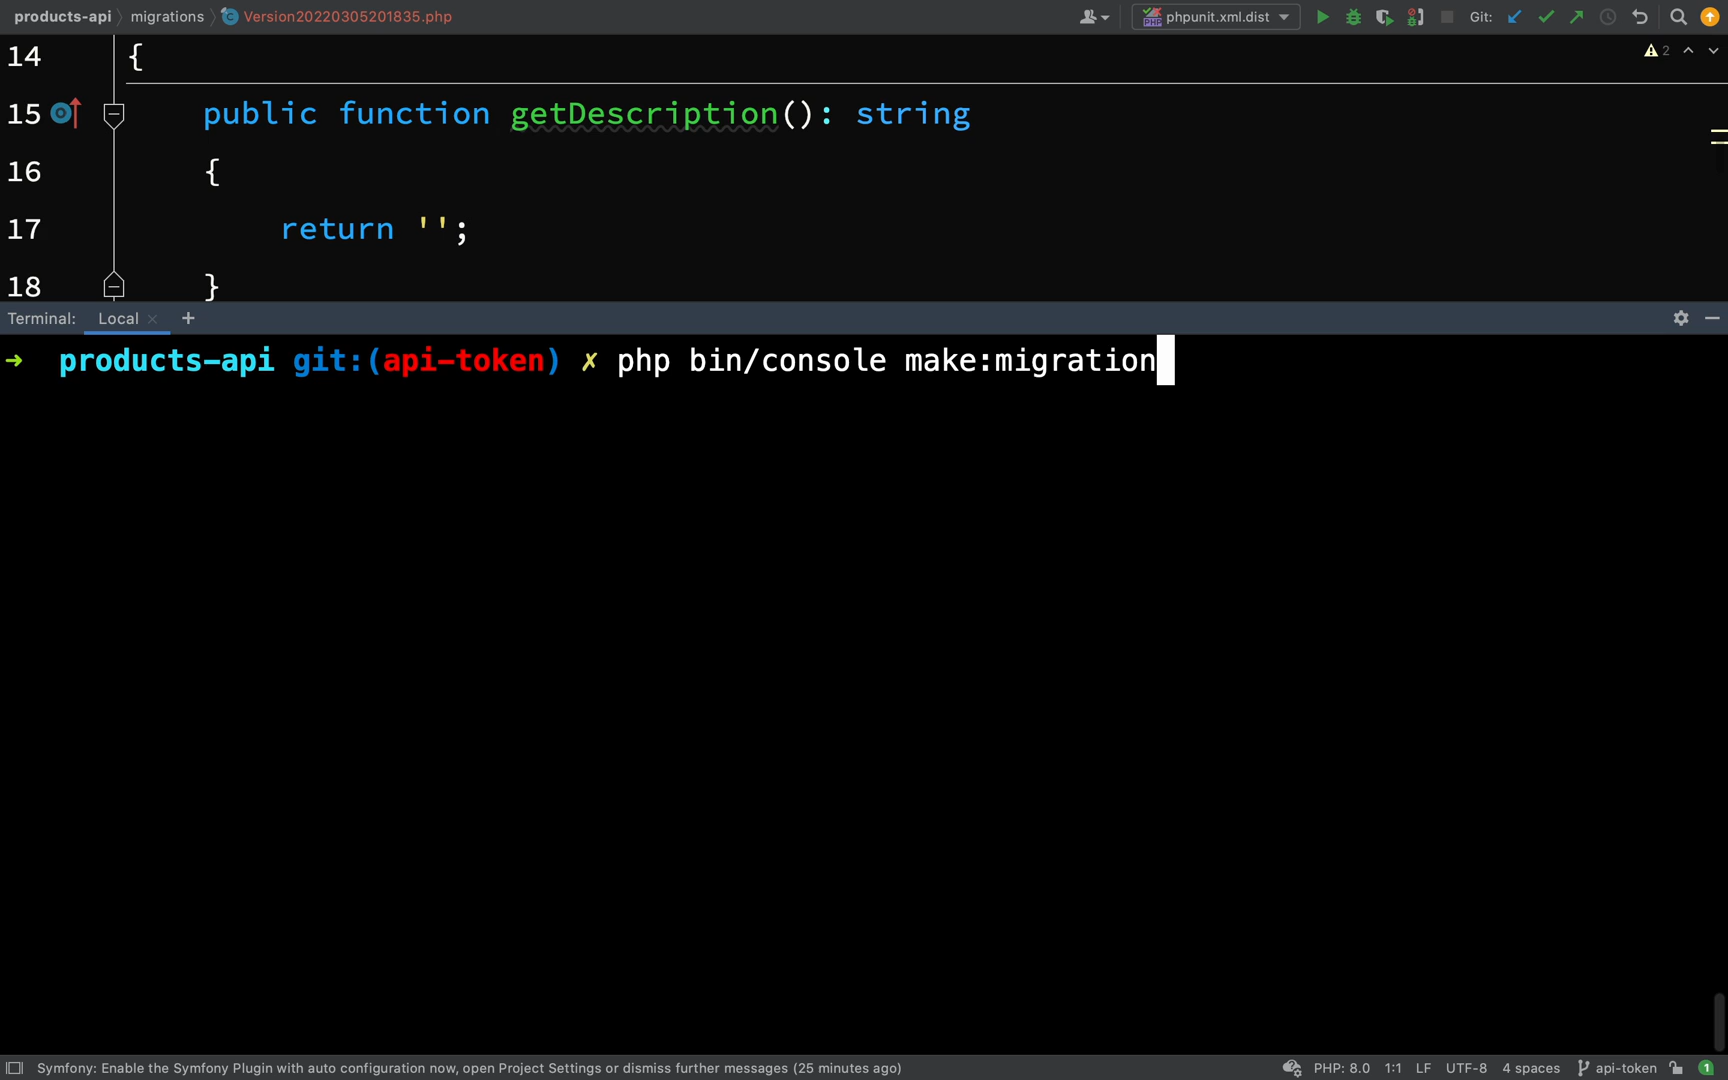 products-api migrations Version20220305201835.php phpunit.xml.dist Git:
14 {
2
15 public function getDescription(): string
16 {
17 return '';
18 }
Terminal: Local × +
➜ products-api git:(api-token) ✗ php bin/console make:migration
Symfony: Enable the Symfony Plugin with auto configuration now, open Project Settings or dismiss further messages (25 minutes ago) PHP: 8.0 1:1 LF UTF-8 4 spaces api-token 1